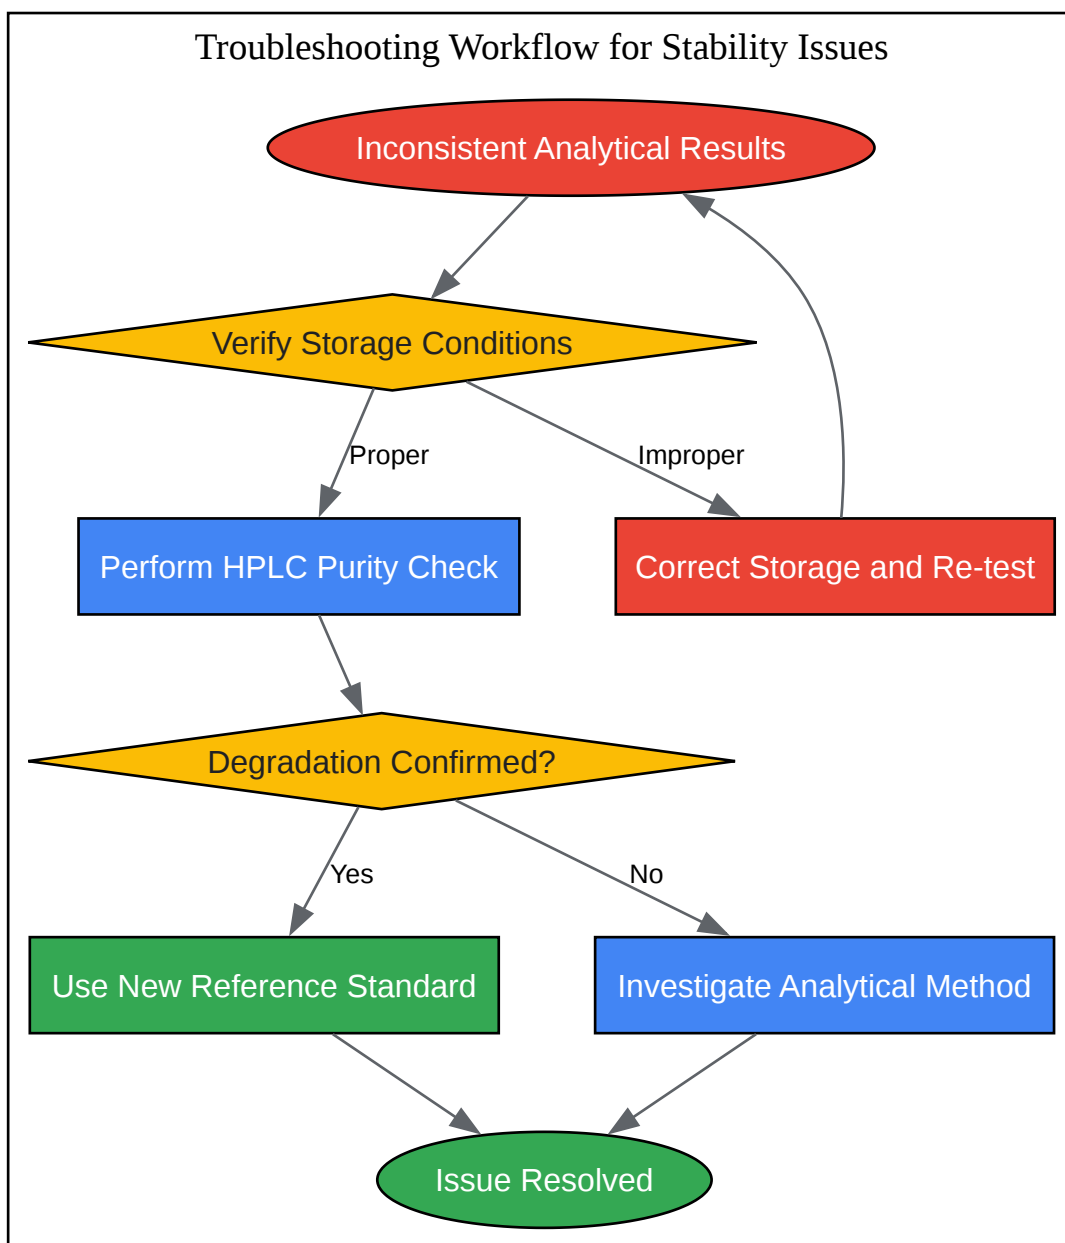 Troubleshooting Workflow for Stability Issues
Inconsistent Analytical Results
Verify Storage Conditions
Proper
Improper
Perform HPLC Purity Check
Correct Storage and Re-test
Degradation Confirmed?
Yes
No
Use New Reference Standard
Investigate Analytical Method
Issue Resolved